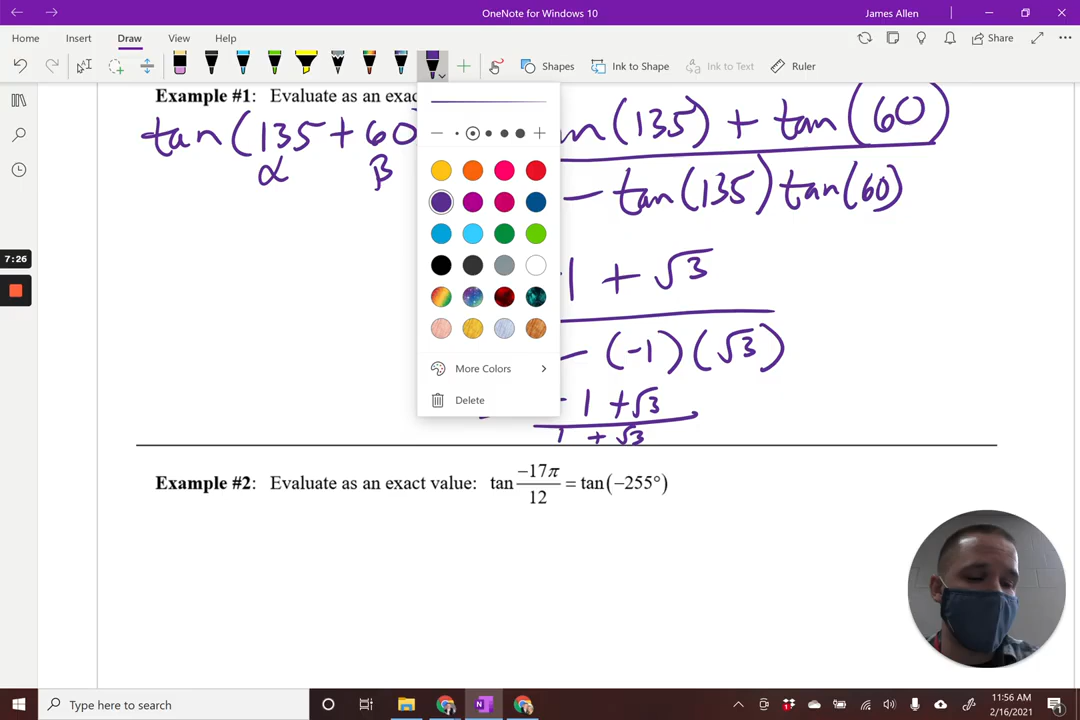 OneNote for Windows 10
James Allen
Home Insert Draw View Help
Share
Shapes Ink to Shape Ink to Text Ruler
Example #1: Evaluate as an exac
tan(135+60 n(135) + tan(60)
α β – tan(135)tan(60)
7:26
1 + √3
– (-1)(√3)
More Colors
- 1 + √3
Delete
1 + √3
Example #2: Evaluate as an exact value: tan −17π/12 = tan(−255°)
Type here to search
11:56 AM
2/16/2021
1